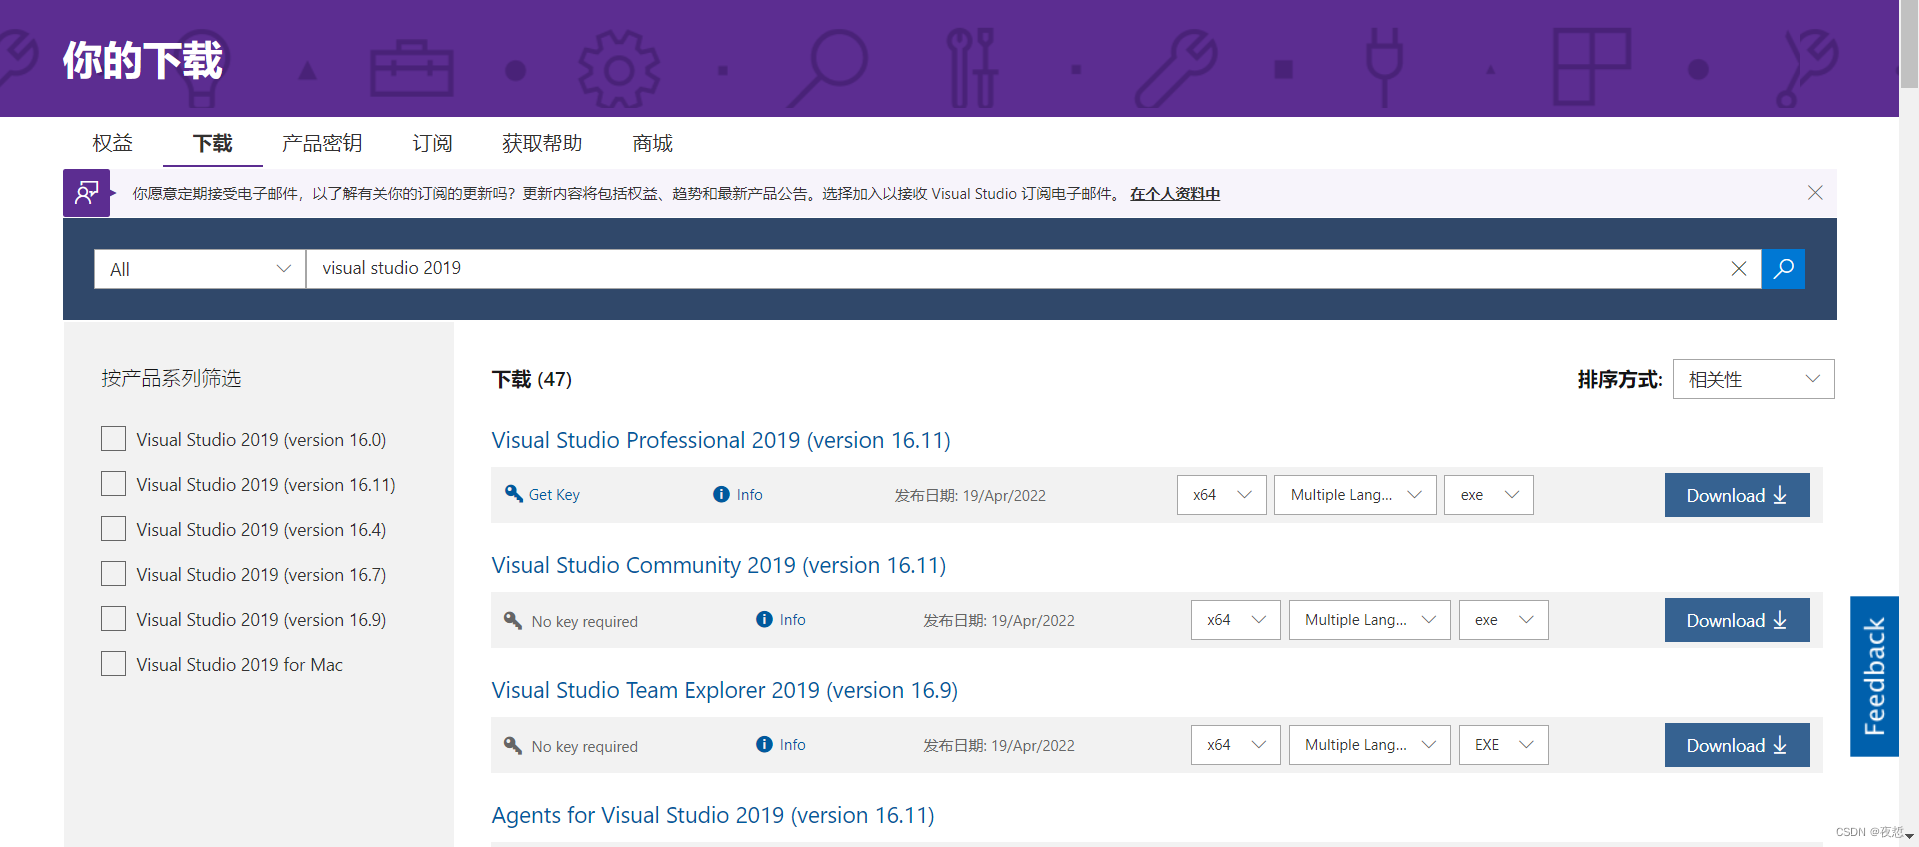 你的下载
权益 下载 产品密钥 订阅 获取帮助 商城
你愿意定期接受电子邮件，以了解有关你的订阅的更新吗？更新内容将包括权益、趋势和最新产品公告。选择加入以接收 Visual Studio 订阅电子邮件。 在个人资料中
All visual studio 2019
按产品系列筛选
Visual Studio 2019 (version 16.0)
Visual Studio 2019 (version 16.11)
Visual Studio 2019 (version 16.4)
Visual Studio 2019 (version 16.7)
Visual Studio 2019 (version 16.9)
Visual Studio 2019 for Mac
下载 (47)
排序方式: 相关性
Visual Studio Professional 2019 (version 16.11)
Get Key Info 发布日期: 19/Apr/2022 x64 Multiple Lang... exe Download
Visual Studio Community 2019 (version 16.11)
No key required Info 发布日期: 19/Apr/2022 x64 Multiple Lang... exe Download
Visual Studio Team Explorer 2019 (version 16.9)
No key required Info 发布日期: 19/Apr/2022 x64 Multiple Lang... EXE Download
Agents for Visual Studio 2019 (version 16.11)
Feedback
CSDN